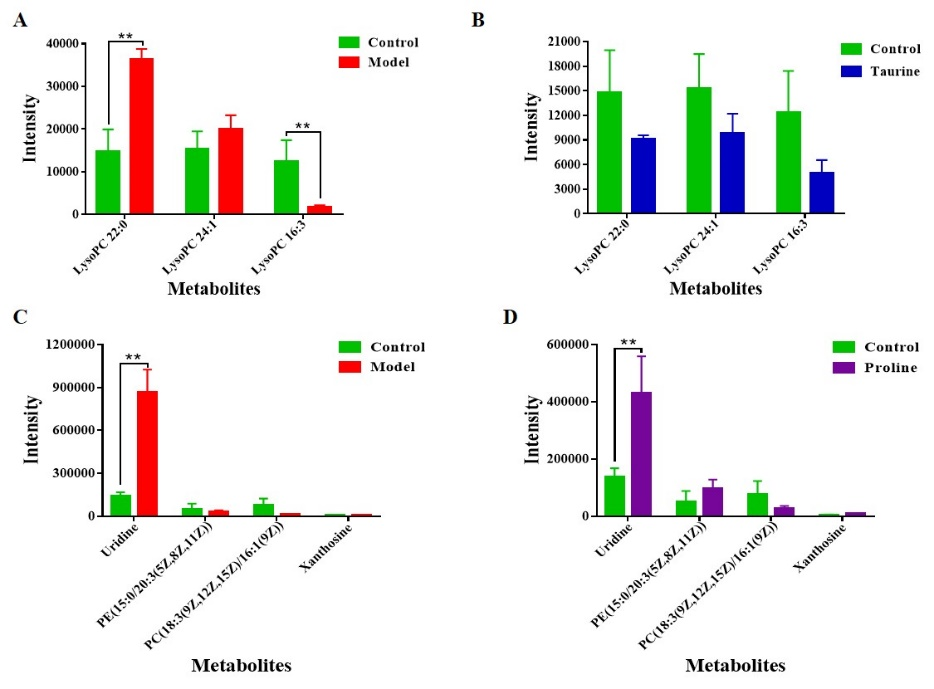 A
**
**
Control
Model
40000
30000
20000
10000
0
Intensity
LysoPC 22:0
LysoPC 24:1
LysoPC 16:3
Metabolites
B
Control
Taurine
21000
18000
15000
12000
9000
6000
3000
0
Intensity
LysoPC 22:0
LysoPC 24:1
LysoPC 16:3
Metabolites
C
**
Control
Model
1200000
900000
600000
300000
0
Intensity
Uridine
PE(15:0/20:3(5Z,8Z,11Z))
PC(18:3(9Z,12Z,15Z)/16:1(9Z))
Xanthosine
Metabolites
D
**
Control
Proline
600000
400000
200000
0
Intensity
Uridine
PE(15:0/20:3(5Z,8Z,11Z))
PC(18:3(9Z,12Z,15Z)/16:1(9Z))
Xanthosine
Metabolites